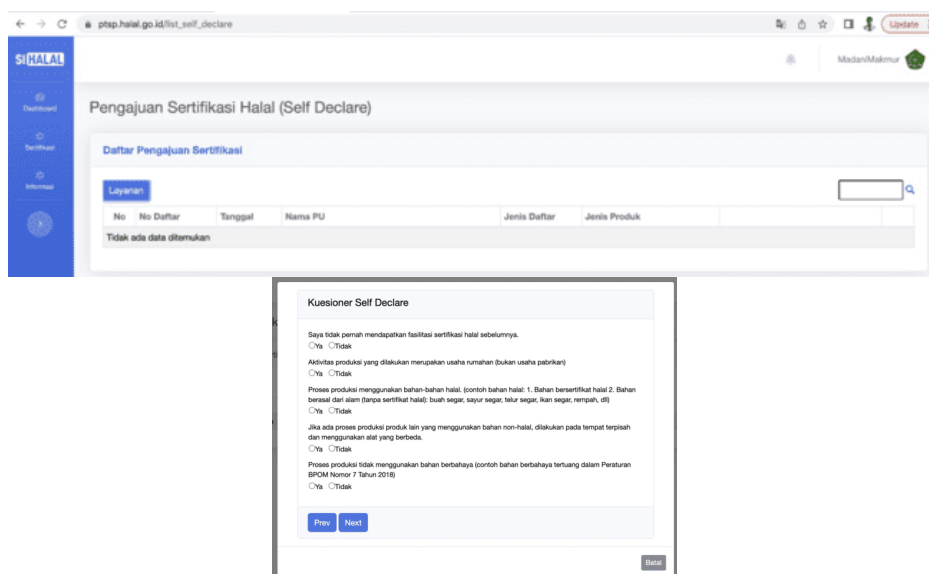 ptsp.halal.go.id/list_self_declare
Update
SI HALAL
MadaniMakmur
Dashboard
Sertifikasi
Informasi
Pengajuan Sertifikasi Halal (Self Declare)
Daftar Pengajuan Sertifikasi
Layanan
No No Daftar Tanggal Nama PU Jenis Daftar Jenis Produk
Tidak ada data ditemukan
Kuesioner Self Declare
Saya tidak pernah mendapatkan fasilitasi sertifikasi halal sebelumnya.
Ya Tidak
Aktivitas produksi yang dilakukan merupakan usaha rumahan (bukan usaha pabrikan)
Ya Tidak
Proses produksi menggunakan bahan-bahan halal. (contoh bahan halal: 1. Bahan bersertifikat halal 2. Bahan
berasal dari alam (tanpa sertifikat halal): buah segar, sayur segar, telur segar, ikan segar, rempah, dll)
Ya Tidak
Jika ada proses produksi produk lain yang menggunakan bahan non-halal, dilakukan pada tempat terpisah
dan menggunakan alat yang berbeda.
Ya Tidak
Proses produksi tidak menggunakan bahan berbahaya (contoh bahan berbahaya tertuang dalam Peraturan
BPOM Nomor 7 Tahun 2018)
Ya Tidak
Prev Next
Batal